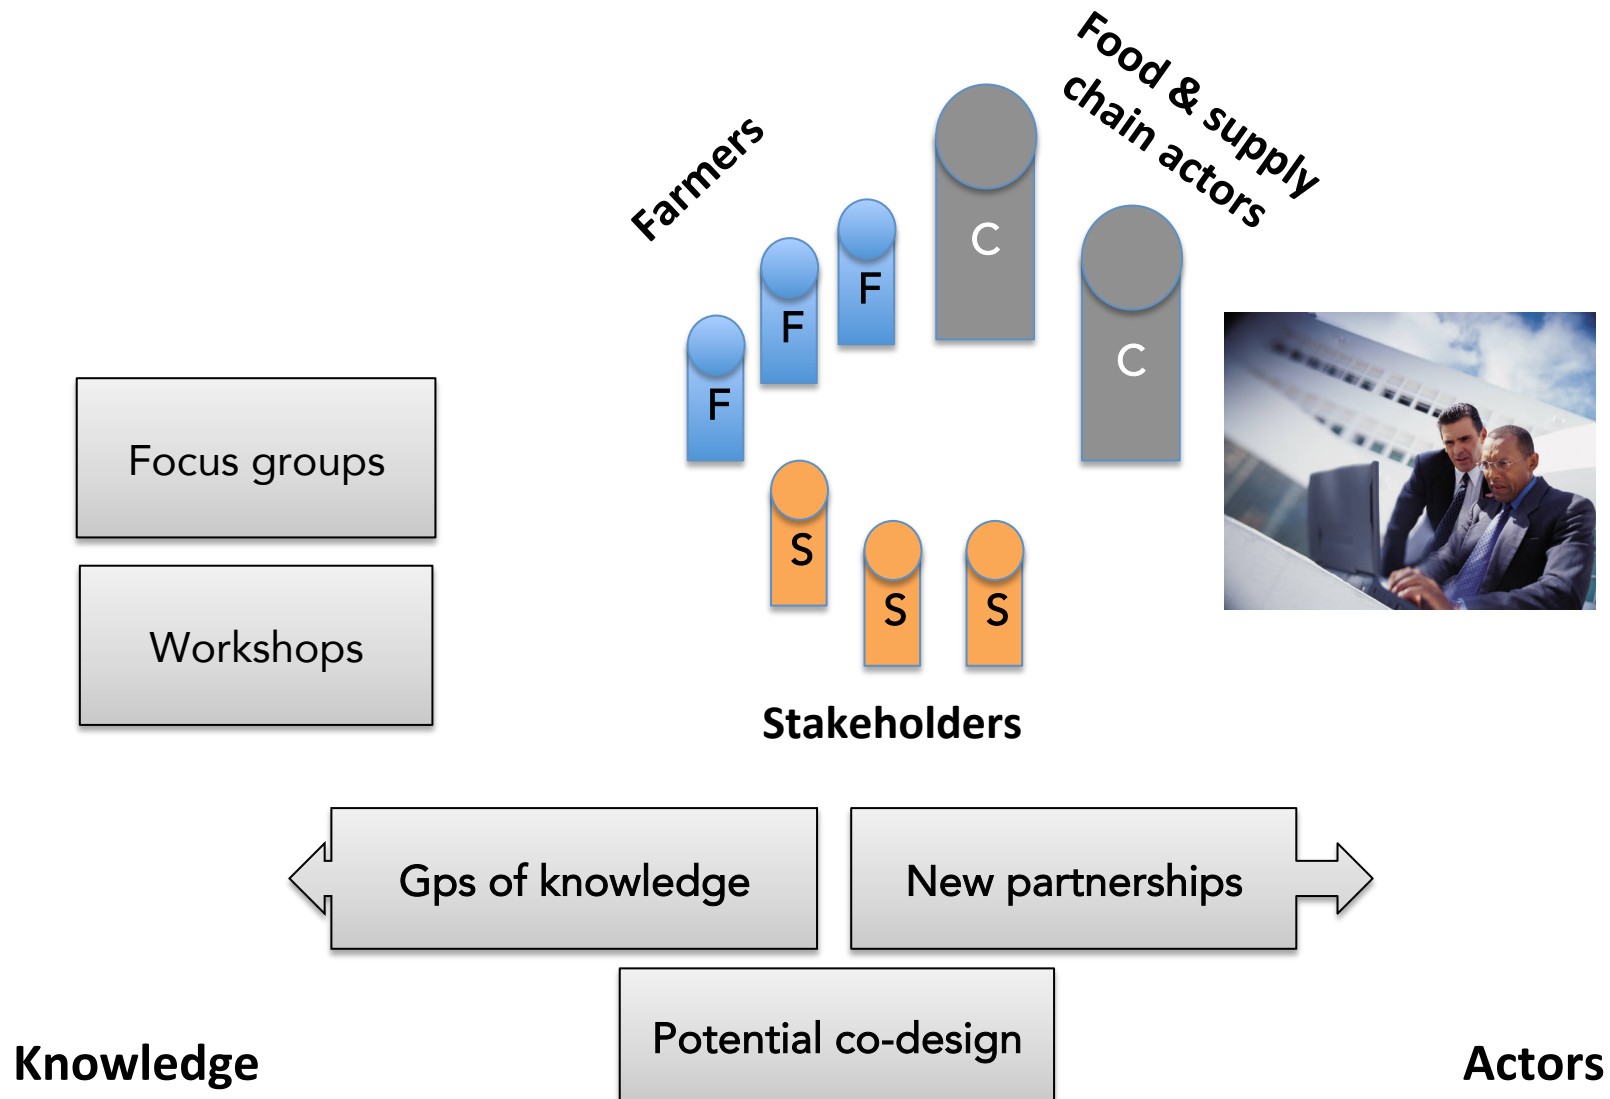 Food & supply
chain actors
Farmers
C
F
C
F
F
Focus groups
S
S
S
Workshops
Stakeholders
Gps of knowledge
New partnerships
Potential co-design
Knowledge
Actors